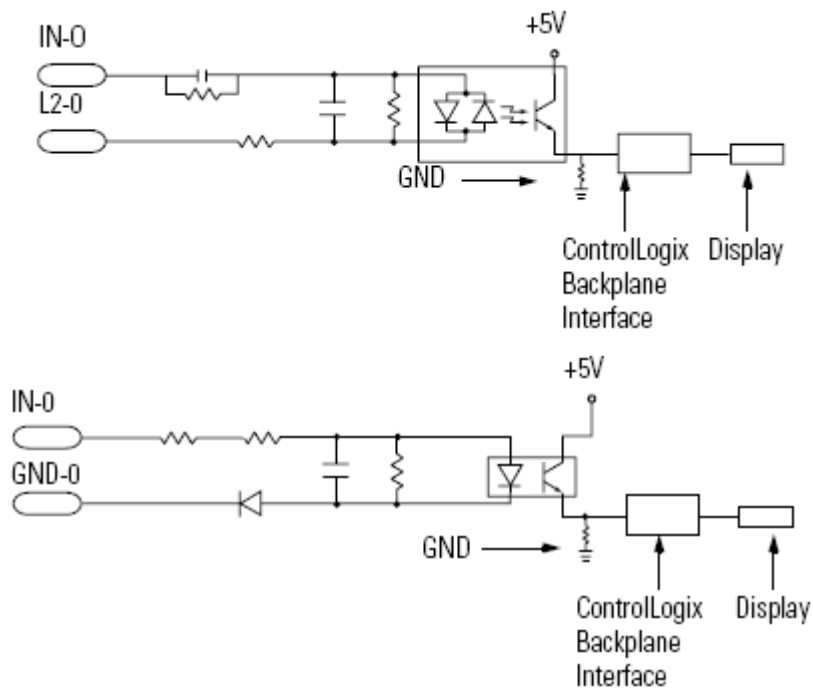 IN-O
+5V
L2-0
GND
ControlLogix
Backplane
Interface
Display
+5V
IN-0
GND-0
GND
ControlLogix
Backplane
Interface
Display